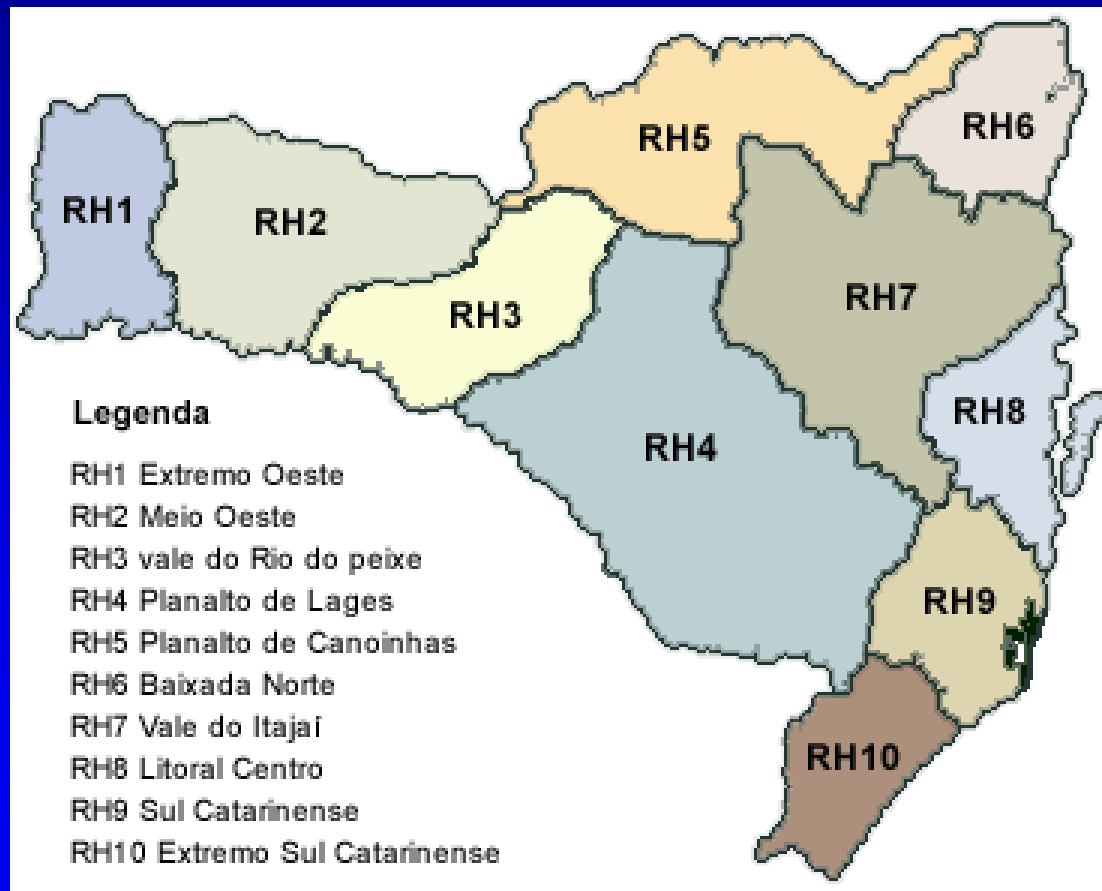 RH5
RH6
RH1
RH2
RH3
RH7
RH8
RH4
RH9
RH10
Legenda
RH1 Extremo Oeste
RH2 Meio Oeste
RH3 vale do Rio do peixe
RH4 Planalto de Lages
RH5 Planalto de Canoinhas
RH6 Baixada Norte
RH7 Vale do Itajaí
RH8 Litoral Centro
RH9 Sul Catarinense
RH10 Extremo Sul Catarinense